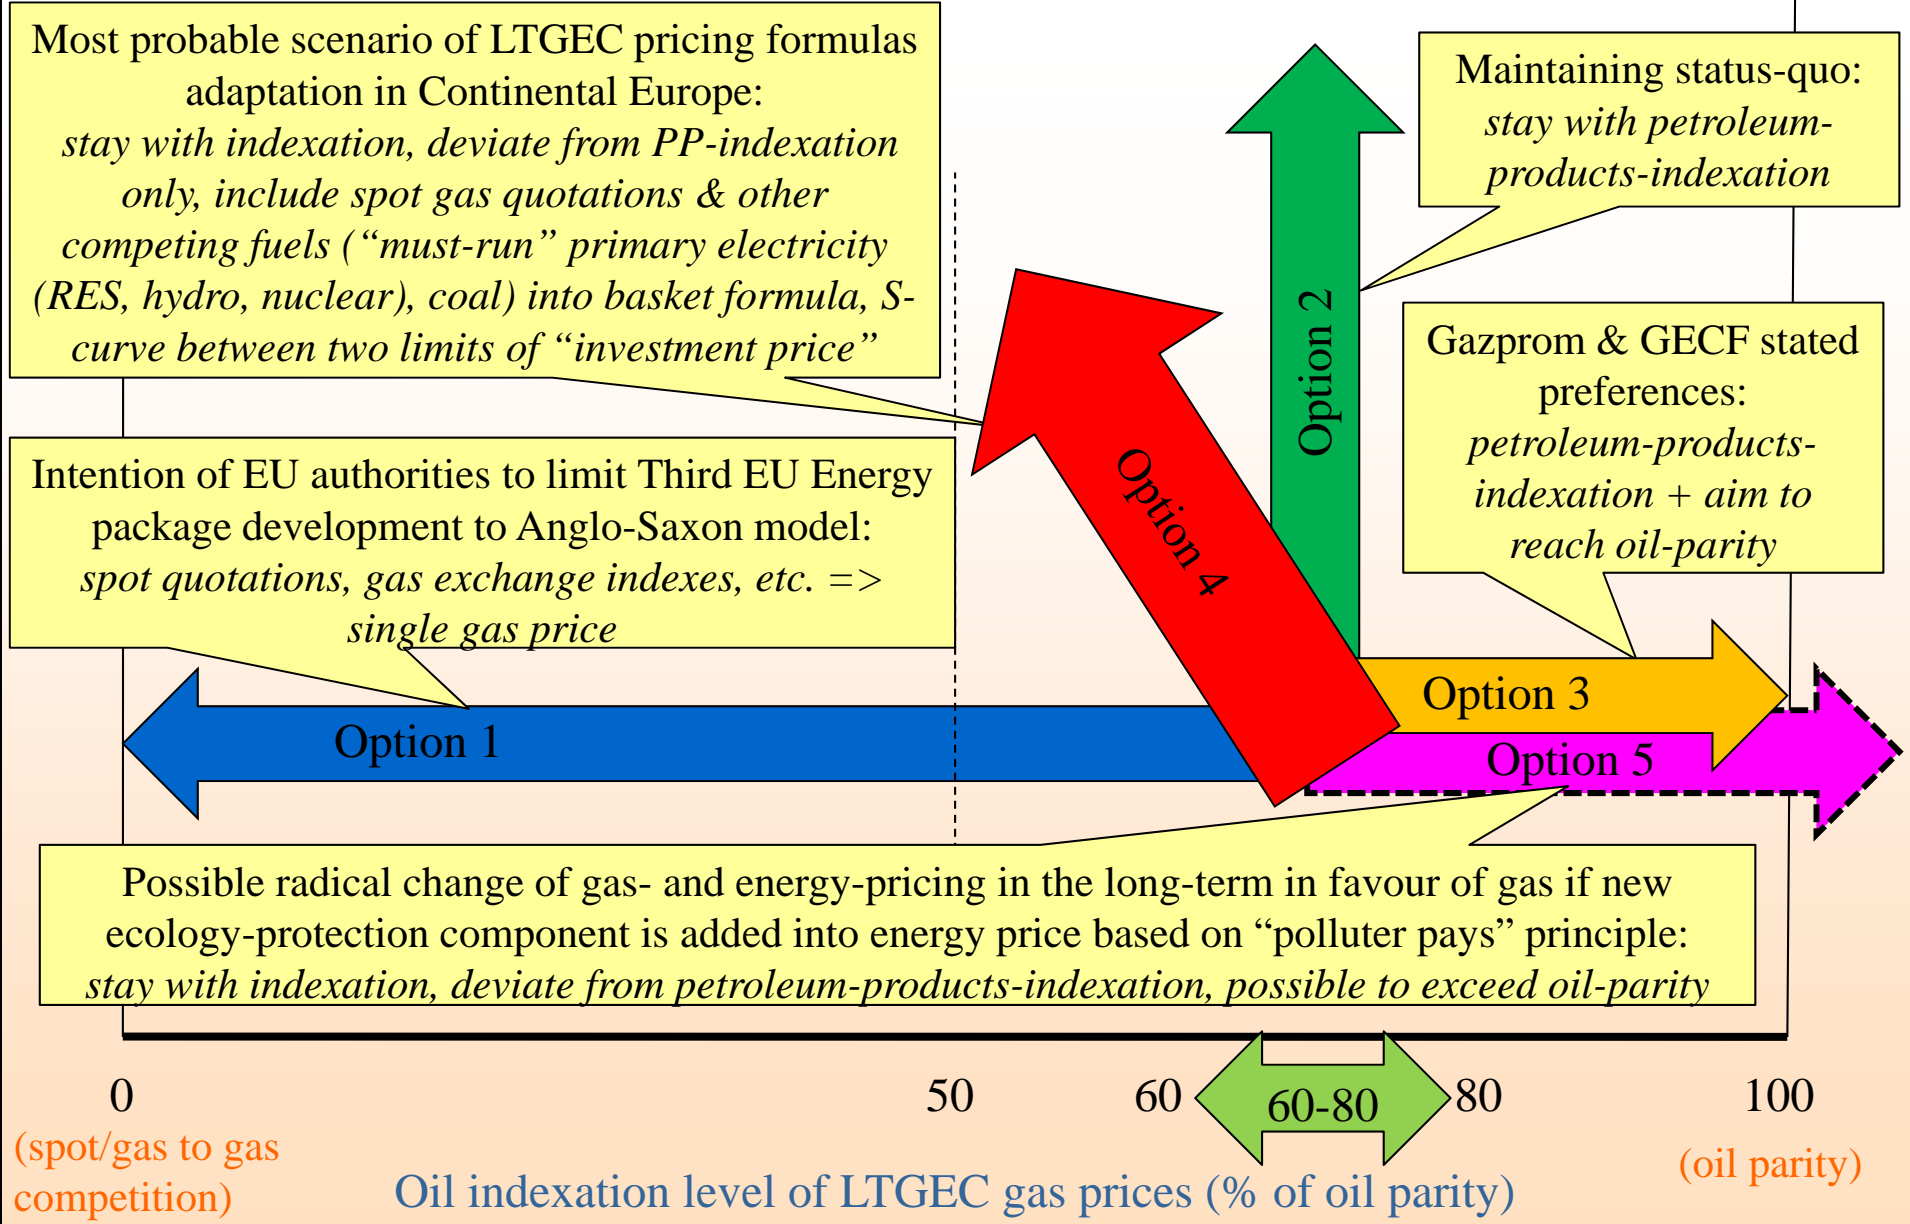 Most probable scenario of LTGEC pricing formulas
adaptation in Continental Europe:
stay with indexation, deviate from PP-indexation
only, include spot gas quotations & other
competing fuels (“must-run” primary electricity
(RES, hydro, nuclear), coal) into basket formula, S-
curve between two limits of “investment price”
Maintaining status-quo:
stay with petroleum-
products-indexation
Option 2
Gazprom & GECF stated
preferences:
petroleum-products-
indexation + aim to
reach oil-parity
Option 4
Intention of EU authorities to limit Third EU Energy
package development to Anglo-Saxon model:
spot quotations, gas exchange indexes, etc. =>
single gas price
Option 3
Option 1
Option 5
Possible radical change of gas- and energy-pricing in the long-term in favour of gas if new
ecology-protection component is added into energy price based on “polluter pays” principle:
stay with indexation, deviate from petroleum-products-indexation, possible to exceed oil-parity
0
50
60
60-80
80
100
(spot/gas to gas
competition)
(oil parity)
Oil indexation level of LTGEC gas prices (% of oil parity)